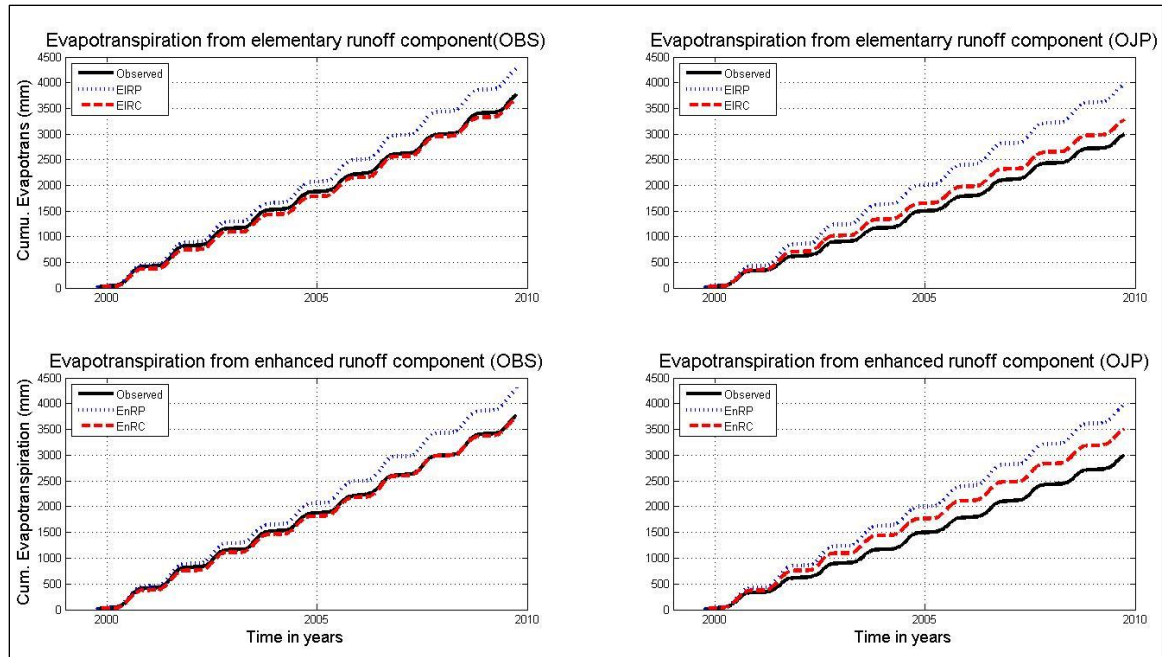 Evapotranspiration from elementary runoff component(OBS)
Cumu. Evapotrans (mm)
4500
4000
3500
3000
2500
2000
1500
1000
500
0
Observed
EIRP
EIRC
2000
2005
2010
Evapotranspiration from elementarry runoff component (OJP)
4500
4000
3500
3000
2500
2000
1500
1000
500
0
Observed
EIRP
EIRC
2000
2005
2010
Evapotranspiration from enhanced runoff component (OBS)
Cum. Evapotranspiration (mm)
4500
4000
3500
3000
2500
2000
1500
1000
500
0
Observed
EnRP
EnRC
2000
2005
2010
Time in years
Evapotranspiration from enhanced runoff component (OJP)
4500
4000
3500
3000
2500
2000
1500
1000
500
0
Observed
EnRP
EnRC
2000
2005
2010
Time in years